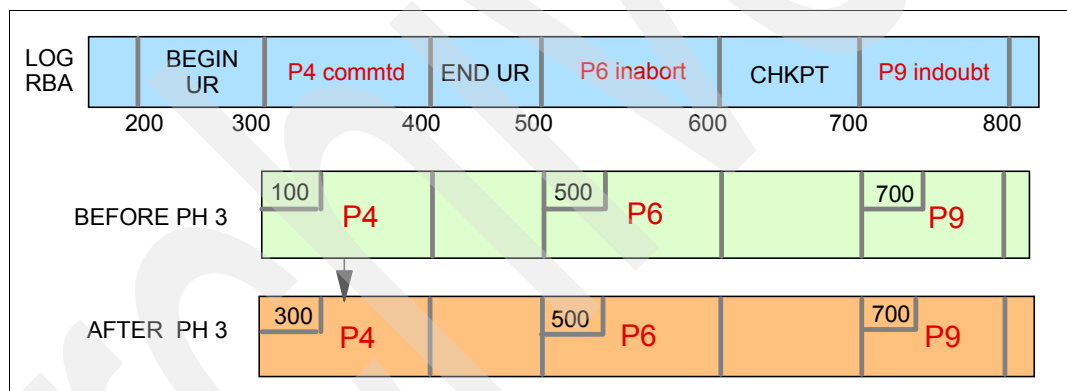 LOG RBA
BEGIN UR
P4 commtd
END UR
P6 inabort
CHKPT
P9 indoubt
200 300 400 500 600 700 800
BEFORE PH 3
100 P4
500 P6
700 P9
AFTER PH 3
300 P4
500 P6
700 P9